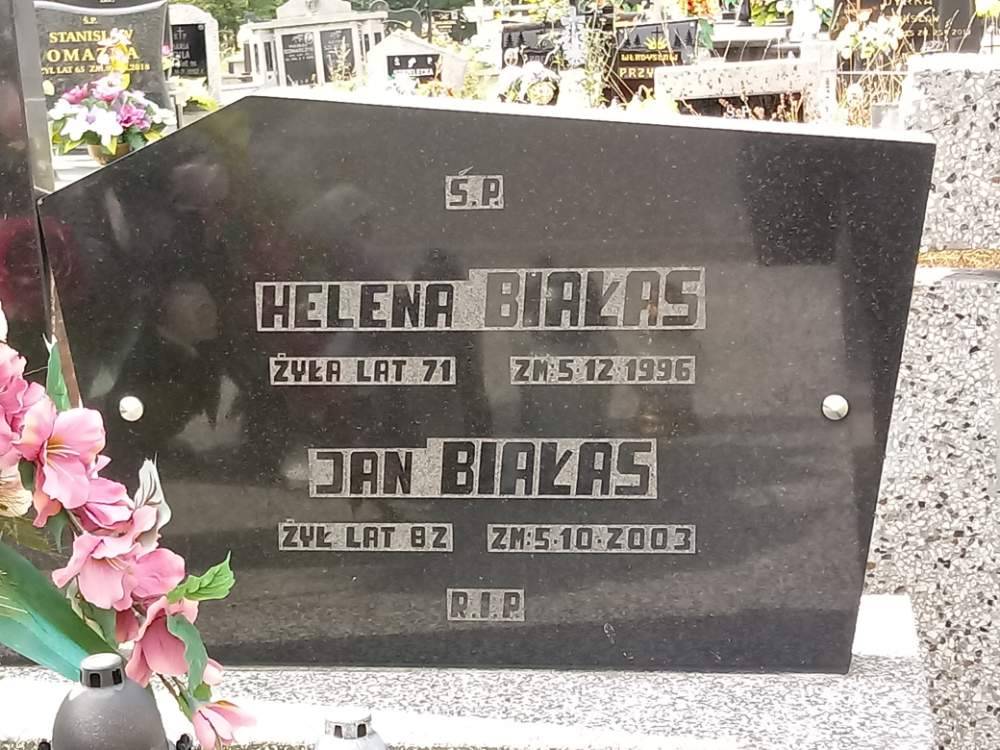 Ś.P.
STANISŁAW
Ś.P.
HELENA BIAŁAS
ŻYŁA LAT 71 ZM:5·12·1996
JAN BIAŁAS
ŻYŁ LAT 82 ZM:5·10·2003
R.I.P.